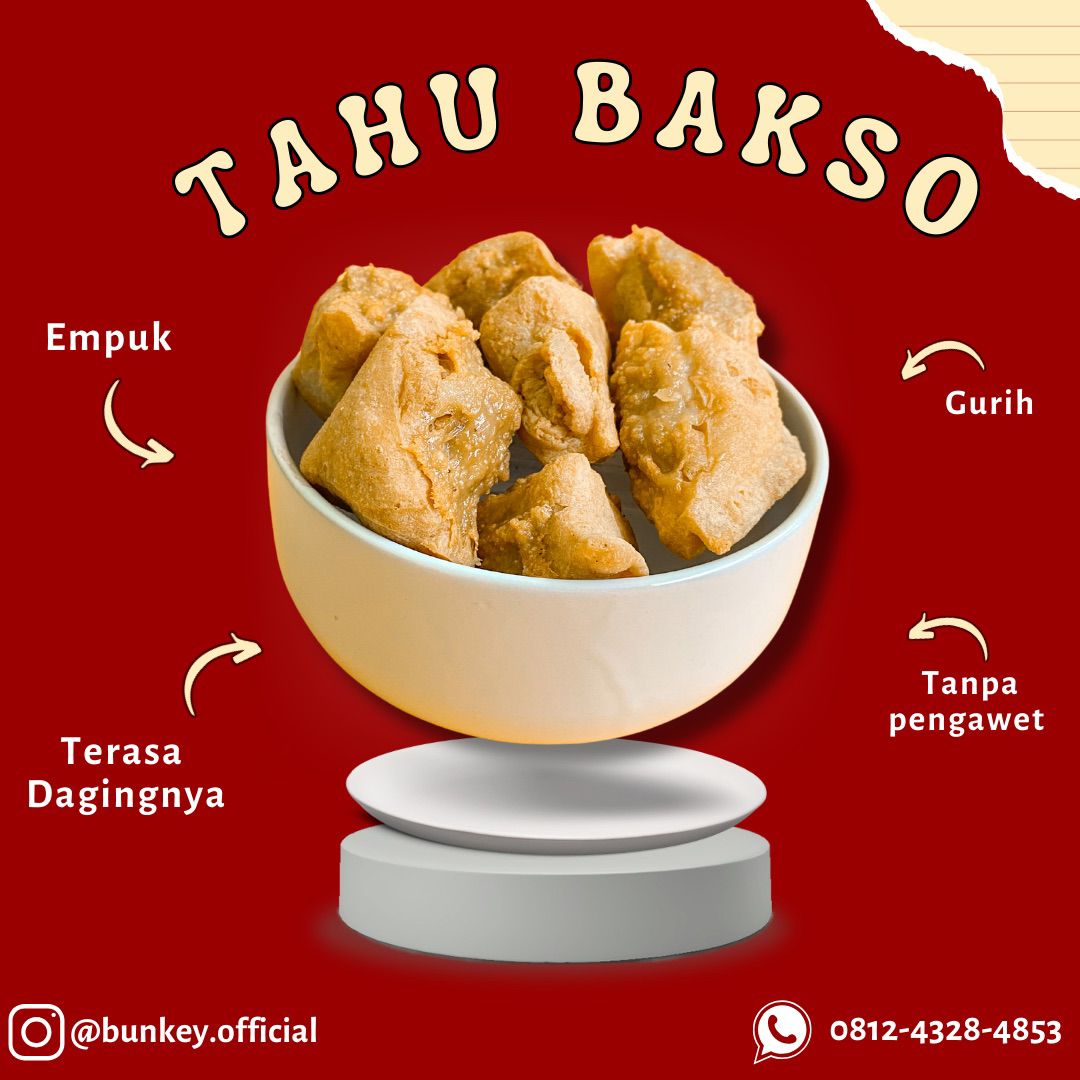 TAHU BAKSO
Empuk
Gurih
Terasa
Dagingnya
Tanpa
pengawet
@bunkey.official
0812-4328-4853